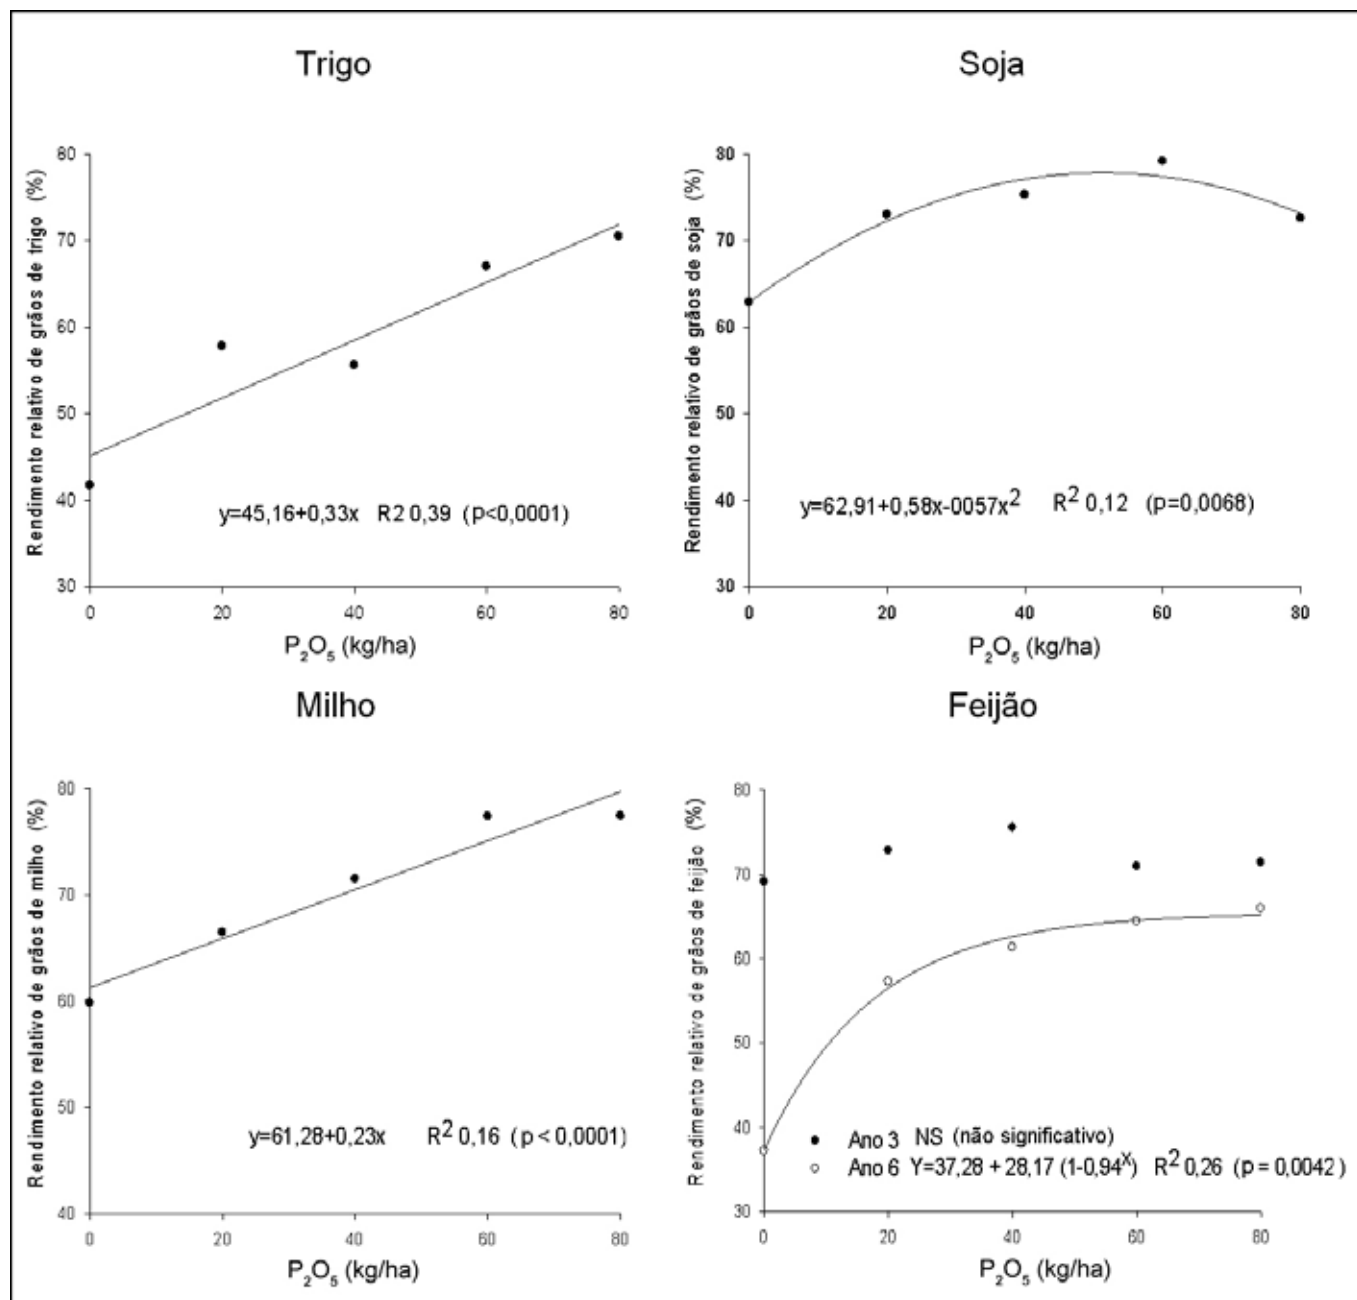 Trigo
Rendimento relativo de grãos de trigo (%)
80
70
60
50
40
30
0 20 40 60 80
y=45,16+0,33x R2 0,39 (p<0,0001)
P₂O₅ (kg/ha)
Soja
Rendimento relativo de grãos de soja (%)
80
70
60
50
40
30
0 20 40 60 80
y=62,91+0,58x-0057x² R² 0,12 (p=0,0068)
P₂O₅ (kg/ha)
Milho
Rendimento relativo de grãos de milho (%)
80
70
60
50
40
0 20 40 60 80
y=61,28+0,23x R² 0,16 (p < 0,0001)
P₂O₅ (kg/ha)
Feijão
Rendimento relativo de grãos de feijão (%)
80
70
60
50
40
30
0 20 40 60 80
Ano 3 NS (não significativo)
Ano 6 Y=37,28 + 28,17 (1-0,94ˣ) R² 0,26 (p = 0,0042)
P₂O₅ (kg/ha)